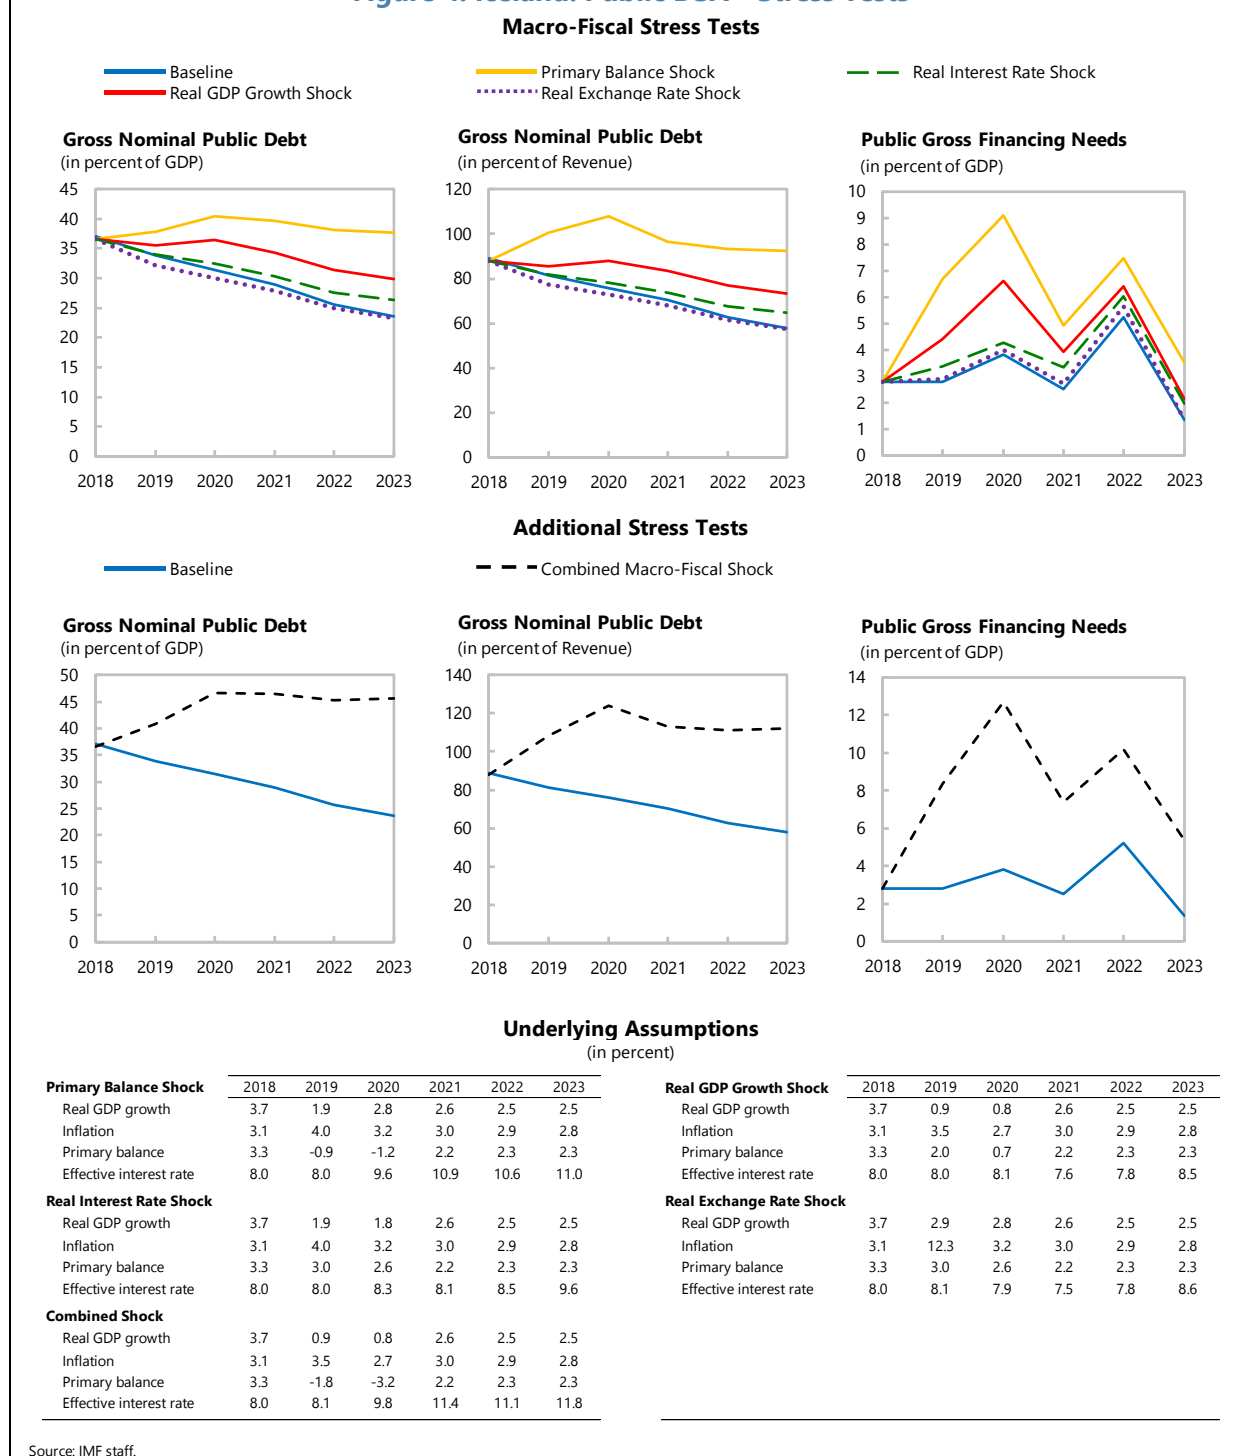 Figure 4. Iceland: Public DSA - Stress Tests
Macro-Fiscal Stress Tests
Baseline
Primary Balance Shock
Real Interest Rate Shock
Real GDP Growth Shock
Real Exchange Rate Shock
Gross Nominal Public Debt
(in percent of GDP)
45
40
35
30
25
20
15
10
5
0
2018 2019 2020 2021 2022 2023
Gross Nominal Public Debt
(in percent of Revenue)
120
100
80
60
40
20
0
2018 2019 2020 2021 2022 2023
Public Gross Financing Needs
(in percent of GDP)
10
9
8
7
6
5
4
3
2
1
0
2018 2019 2020 2021 2022 2023
Additional Stress Tests
Baseline
Combined Macro-Fiscal Shock
Gross Nominal Public Debt
(in percent of GDP)
50
45
40
35
30
25
20
15
10
5
0
2018 2019 2020 2021 2022 2023
Gross Nominal Public Debt
(in percent of Revenue)
140
120
100
80
60
40
20
0
2018 2019 2020 2021 2022 2023
Public Gross Financing Needs
(in percent of GDP)
14
12
10
8
6
4
2
0
2018 2019 2020 2021 2022 2023
Underlying Assumptions
(in percent)
Primary Balance Shock 2018 2019 2020 2021 2022 2023
Real GDP growth 3.7 1.9 2.8 2.6 2.5 2.5
Inflation 3.1 4.0 3.2 3.0 2.9 2.8
Primary balance 3.3 -0.9 -1.2 2.2 2.3 2.3
Effective interest rate 8.0 8.0 9.6 10.9 10.6 11.0
Real Interest Rate Shock
Real GDP growth 3.7 1.9 1.8 2.6 2.5 2.5
Inflation 3.1 4.0 3.2 3.0 2.9 2.8
Primary balance 3.3 3.0 2.6 2.2 2.3 2.3
Effective interest rate 8.0 8.0 8.3 8.1 8.5 9.6
Combined Shock
Real GDP growth 3.7 0.9 0.8 2.6 2.5 2.5
Inflation 3.1 3.5 2.7 3.0 2.9 2.8
Primary balance 3.3 -1.8 -3.2 2.2 2.3 2.3
Effective interest rate 8.0 8.1 9.8 11.4 11.1 11.8
Real GDP Growth Shock 2018 2019 2020 2021 2022 2023
Real GDP growth 3.7 0.9 0.8 2.6 2.5 2.5
Inflation 3.1 3.5 2.7 3.0 2.9 2.8
Primary balance 3.3 2.0 0.7 2.2 2.3 2.3
Effective interest rate 8.0 8.0 8.1 7.6 7.8 8.5
Real Exchange Rate Shock
Real GDP growth 3.7 2.9 2.8 2.6 2.5 2.5
Inflation 3.1 12.3 3.2 3.0 2.9 2.8
Primary balance 3.3 3.0 2.6 2.2 2.3 2.3
Effective interest rate 8.0 8.1 7.9 7.5 7.8 8.6
Source: IMF staff.